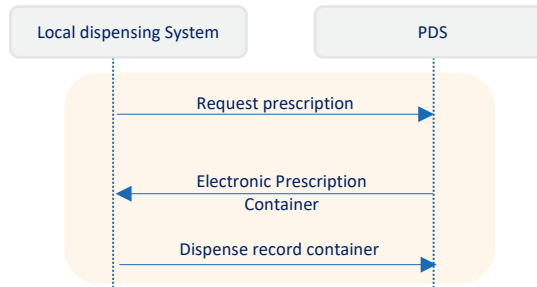 Local dispensing System
PDS
Request prescription
Electronic Prescription
Container
Dispense record container